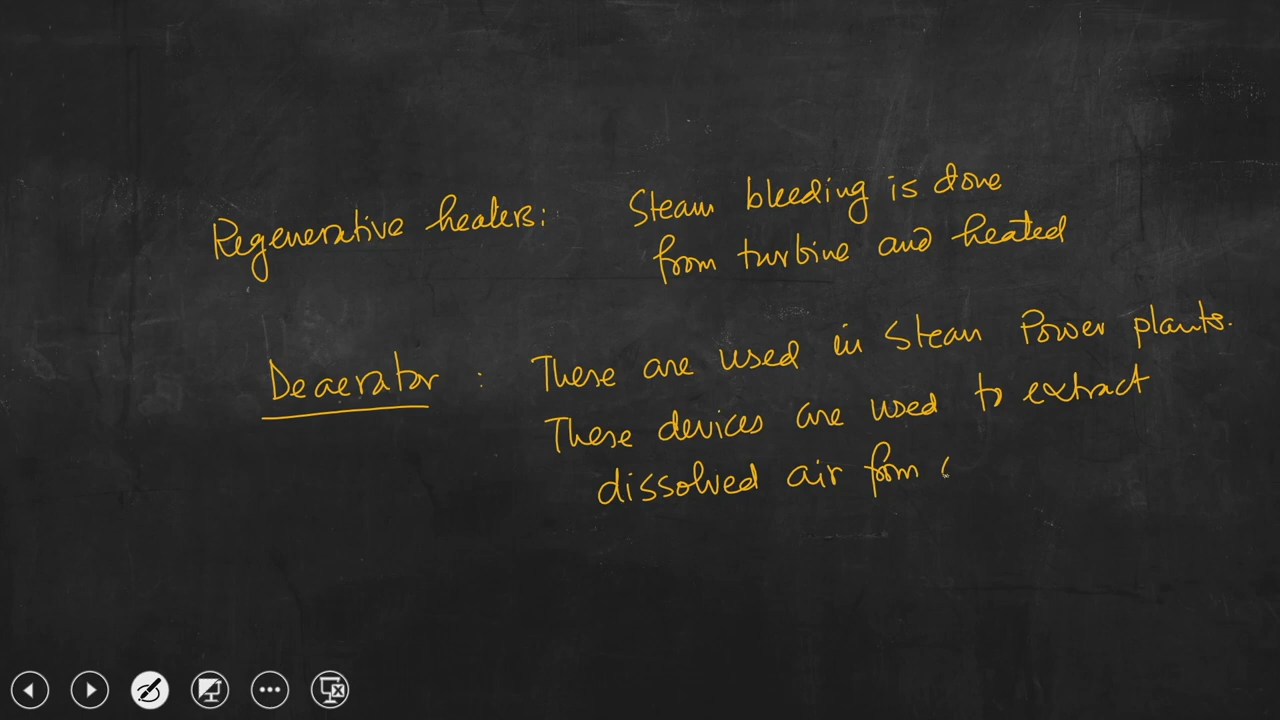 Regenerative heaters: Steam bleeding is done
from turbine and heated
Deaerator : These are used in Steam Power plants.
These devices are used to extract
dissolved air from